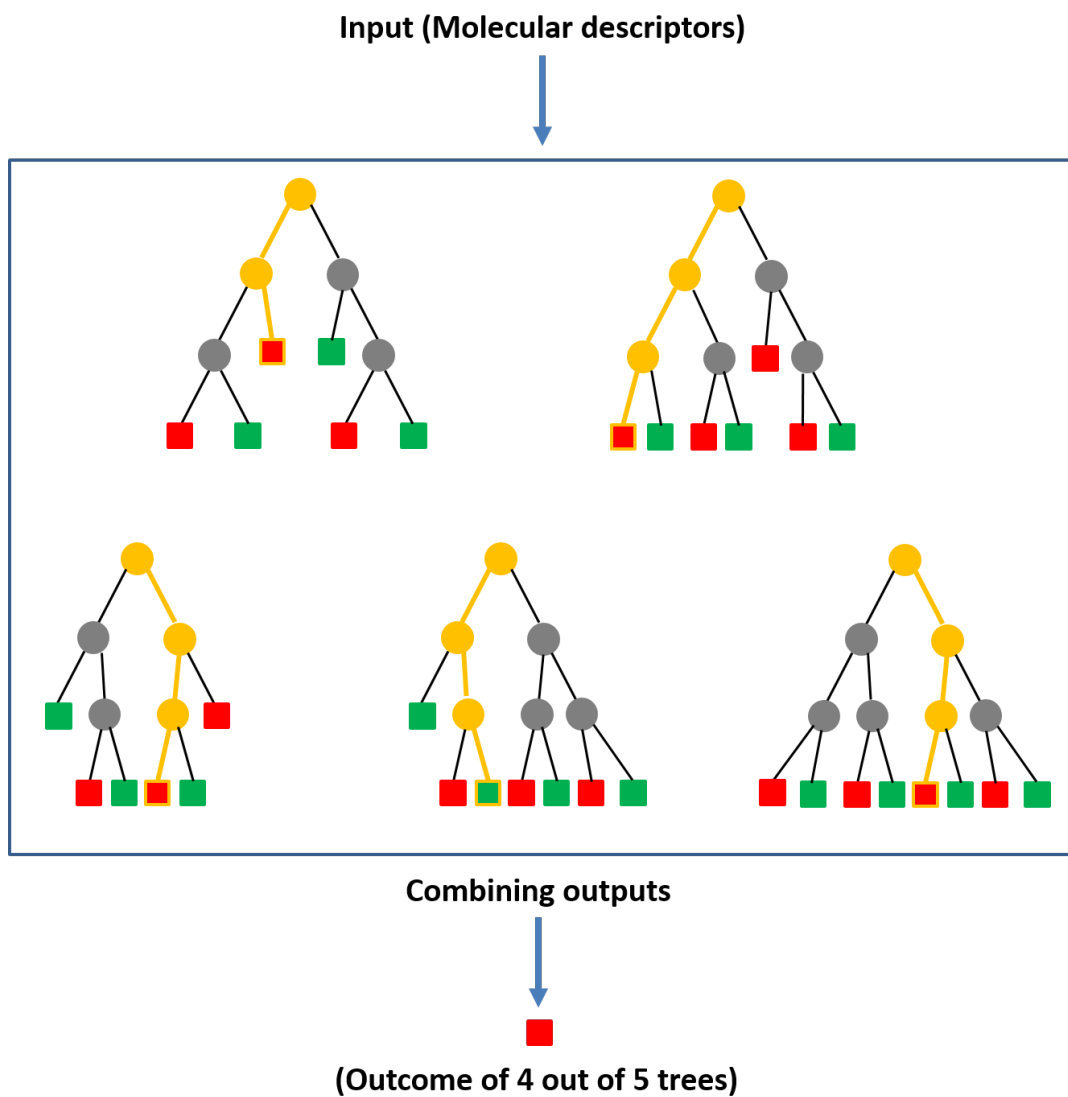 Input (Molecular descriptors)
Combining outputs
(Outcome of 4 out of 5 trees)